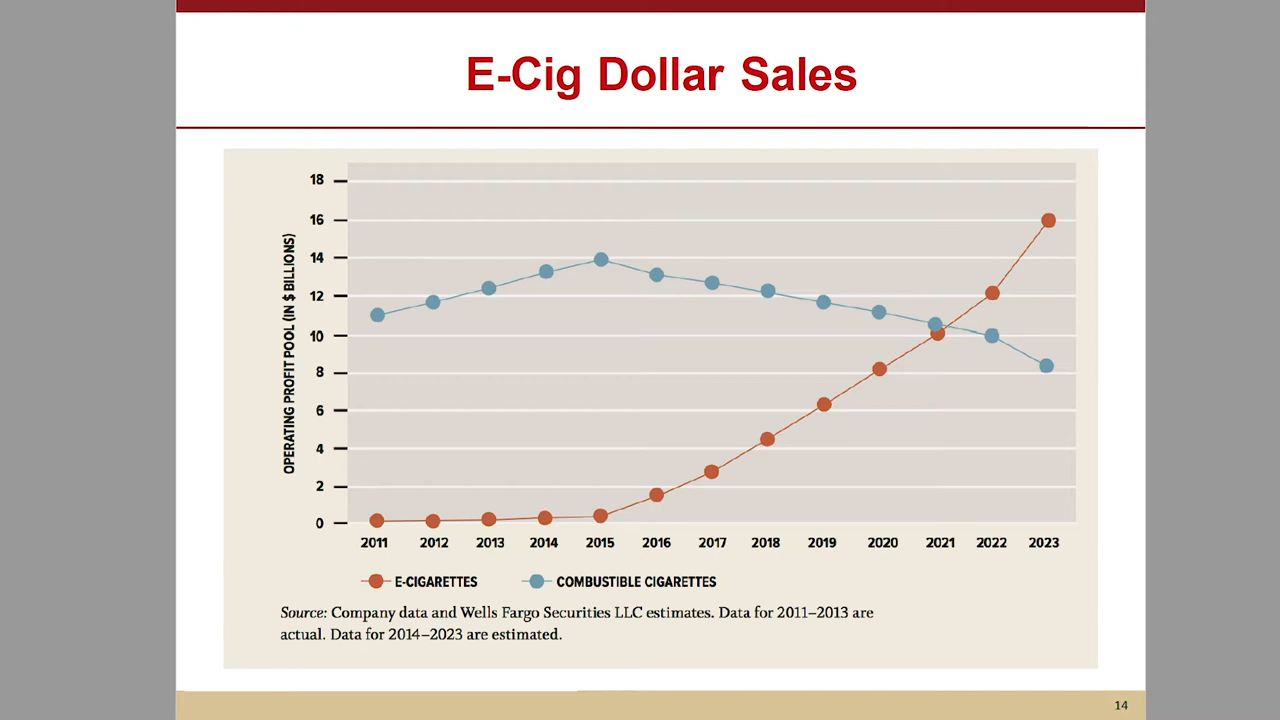 E-Cig Dollar Sales
OPERATING PROFIT POOL (IN $ BILLIONS)
18
16
14
12
10
8
6
4
2
0
2011 2012 2013 2014 2015 2016 2017 2018 2019 2020 2021 2022 2023
E-CIGARETTES COMBUSTIBLE CIGARETTES
Source: Company data and Wells Fargo Securities LLC estimates. Data for 2011–2013 are
actual. Data for 2014–2023 are estimated.
14